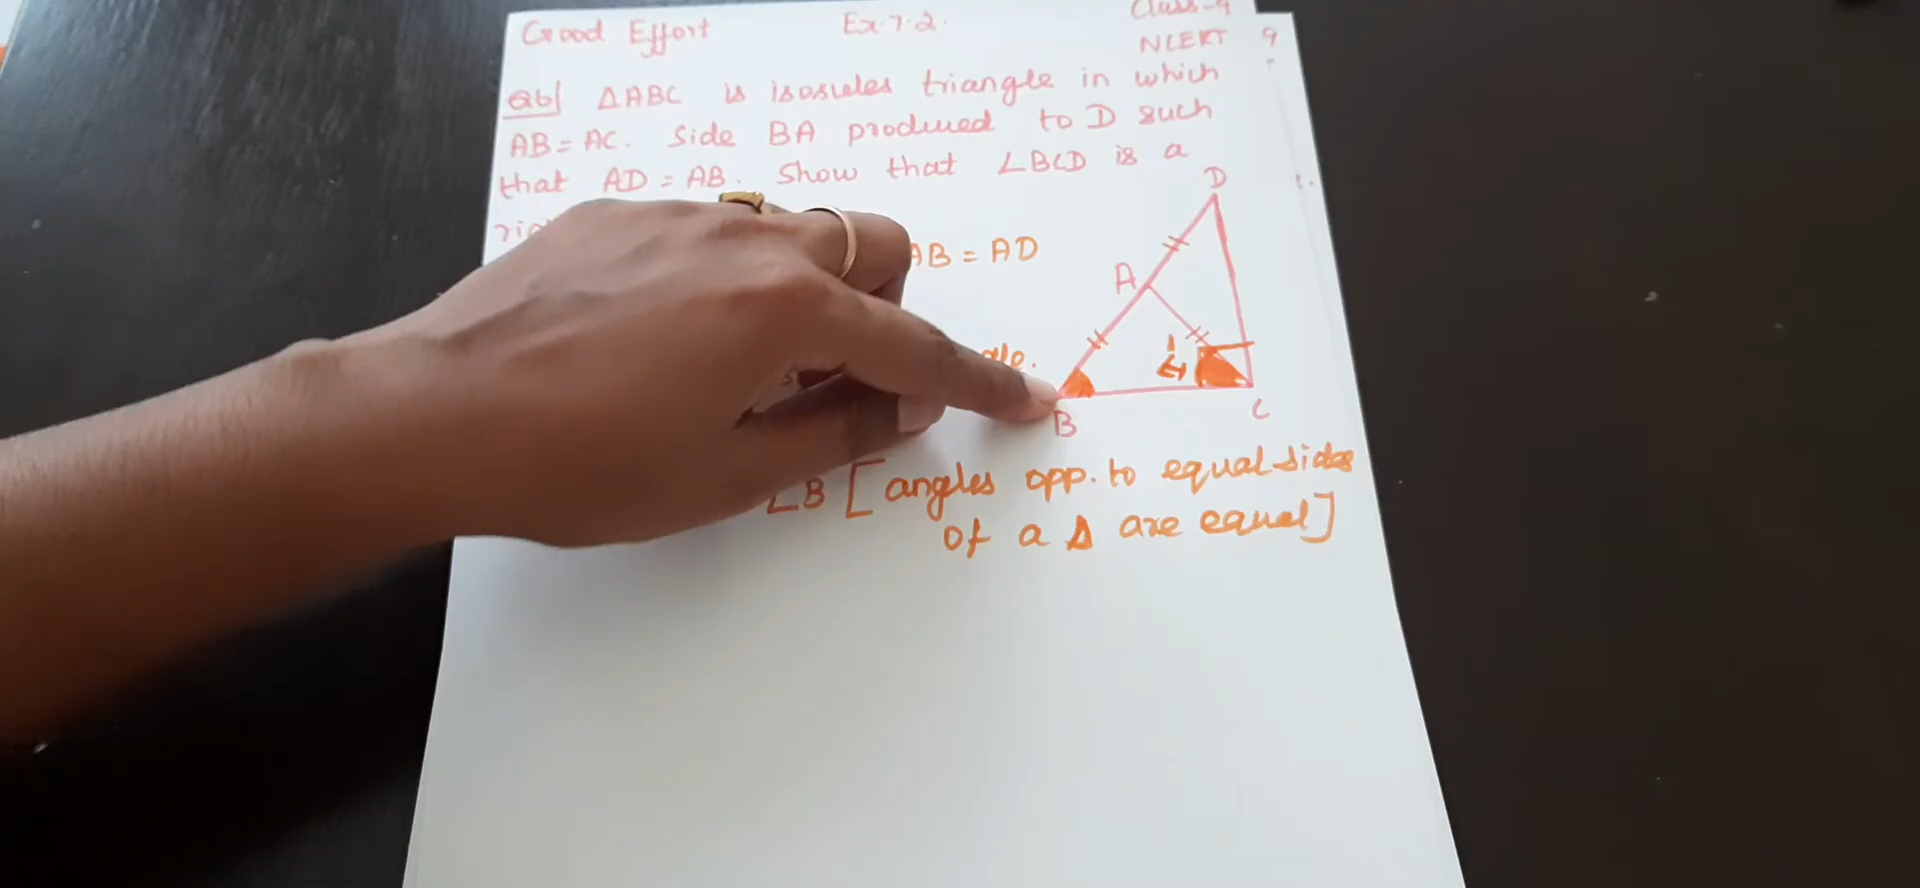 Good Effort Ex.7.2. Class-9
NCERT 9
Q6] ΔABC is isosceles triangle in which
AB = AC. Side BA produced to D such
that AD = AB. Show that ∠BCD is a
D
AB = AD
A
1
B
C
∠B [angles opp. to equal sides
of a Δ are equal]